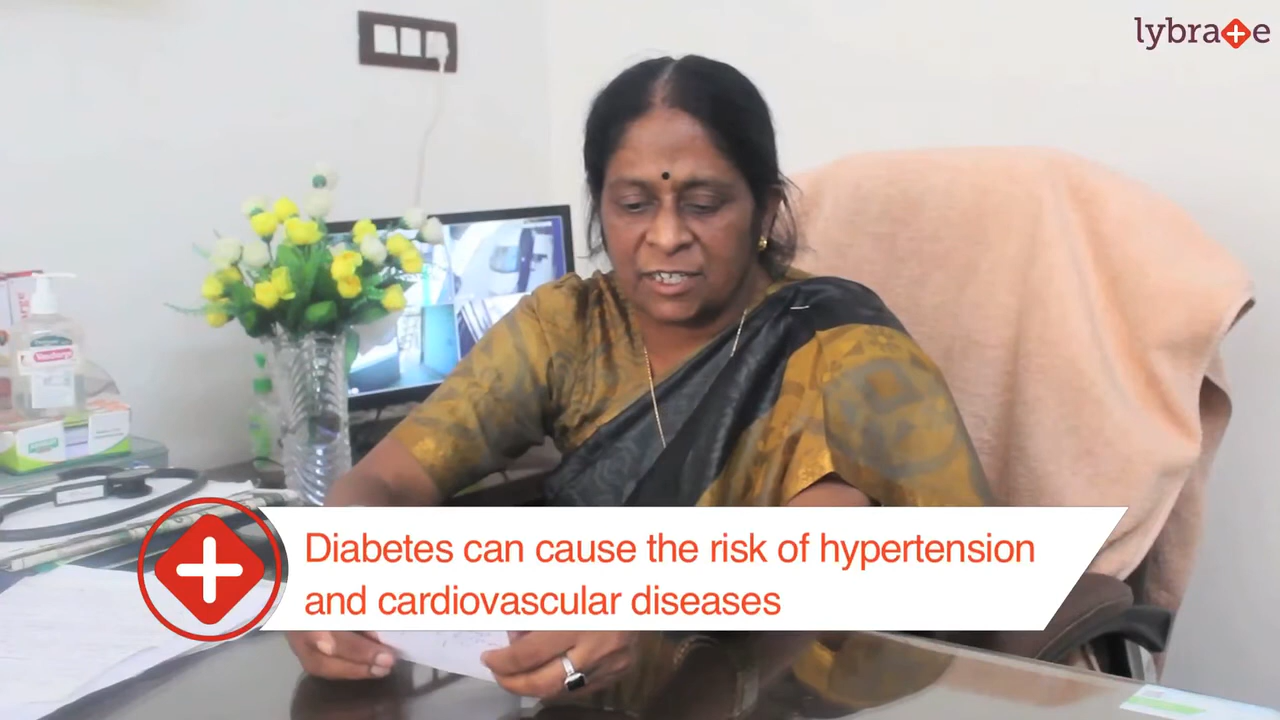 lybrate
Diabetes can cause the risk of hypertension
and cardiovascular diseases